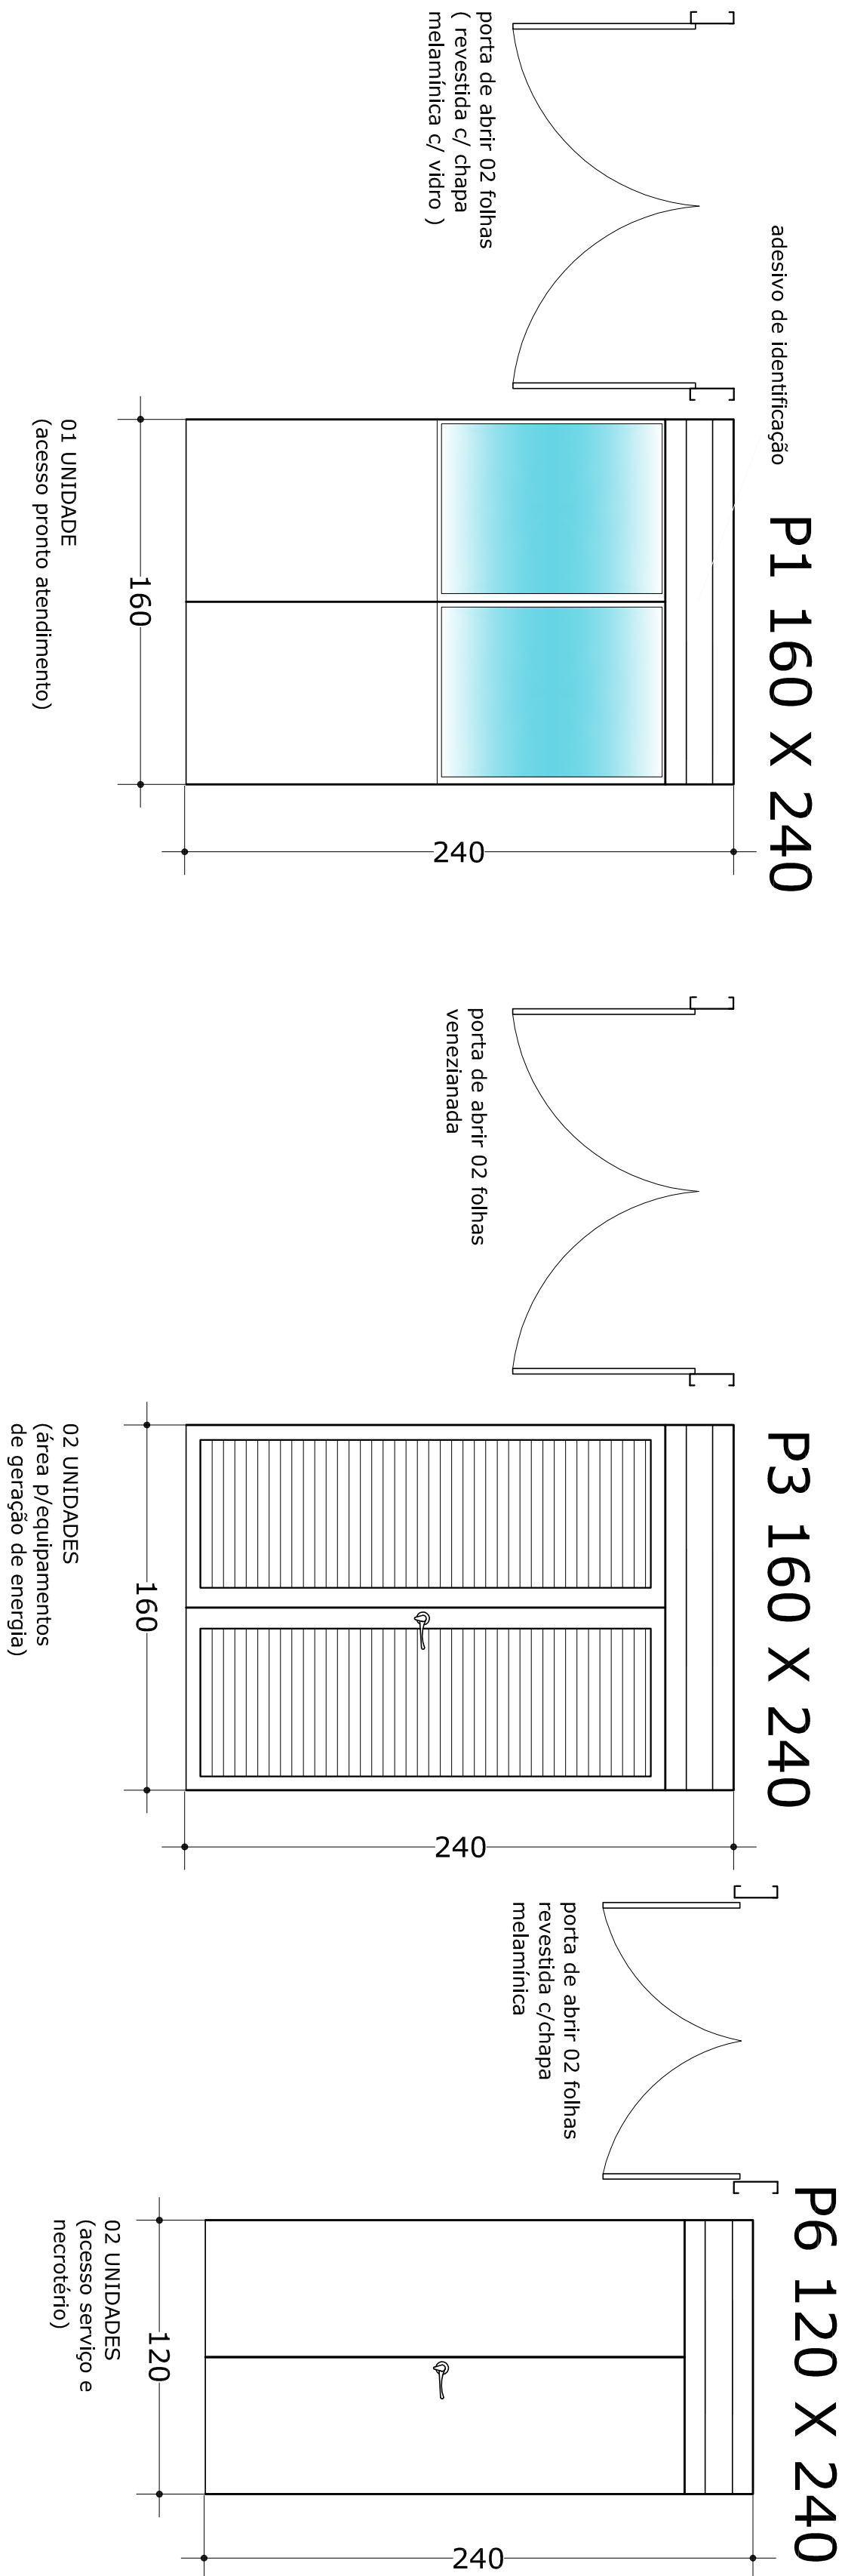 P1 160 X 240
adesivo de identificação
porta de abrir 02 folhas
( revestida c/ chapa
melamínica c/ vidro )
240
160
01 UNIDADE
(acesso pronto atendimento)
P3 160 X 240
porta de abrir 02 folhas
venezianada
240
160
02 UNIDADES
(área p/equipamentos
de geração de energia)
P6 120 X 240
porta de abrir 02 folhas
revestida c/chapa
melamínica
240
120
02 UNIDADES
(acesso serviço e
necrotério)